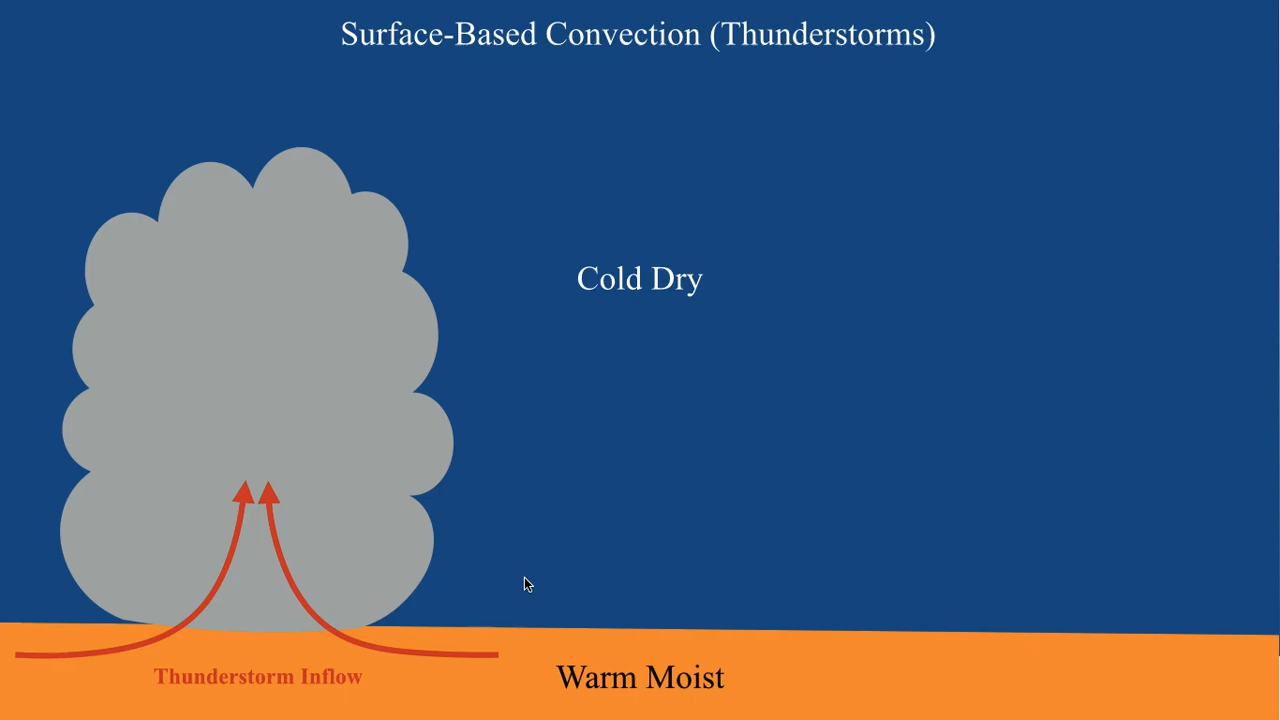 Surface-Based Convection (Thunderstorms)
Cold Dry
Thunderstorm Inflow
Warm Moist